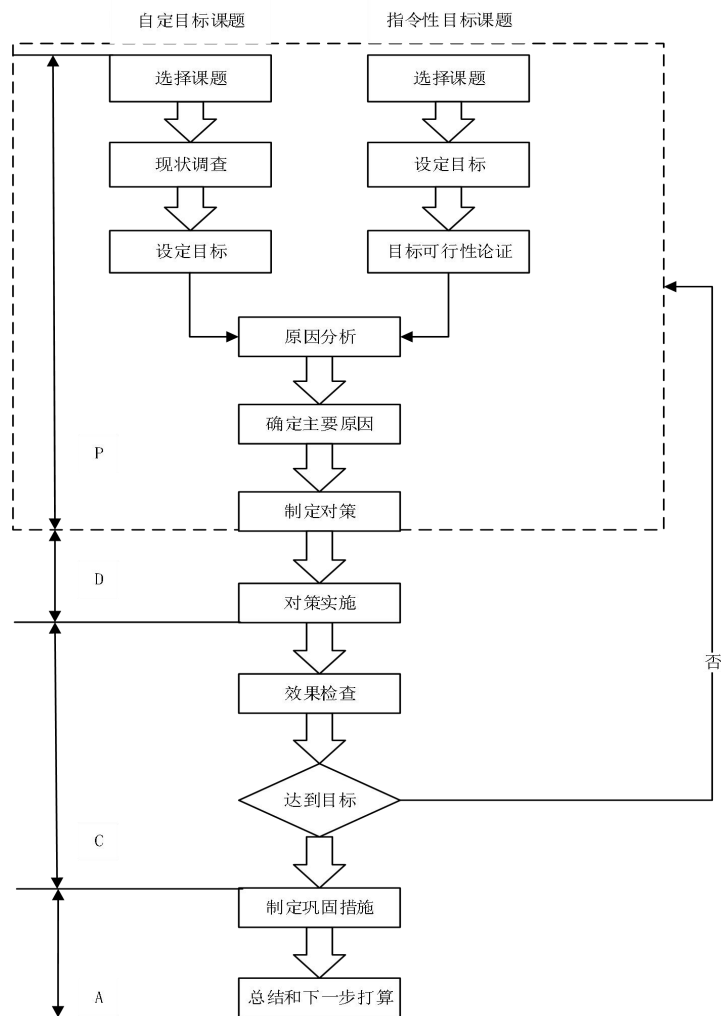 自定目标课题
指令性目标课题
选择课题
选择课题
现状调查
设定目标
设定目标
目标可行性论证
原因分析
确定主要原因
P
制定对策
D
对策实施
否
效果检查
达到目标
C
制定巩固措施
A
总结和下一步打算